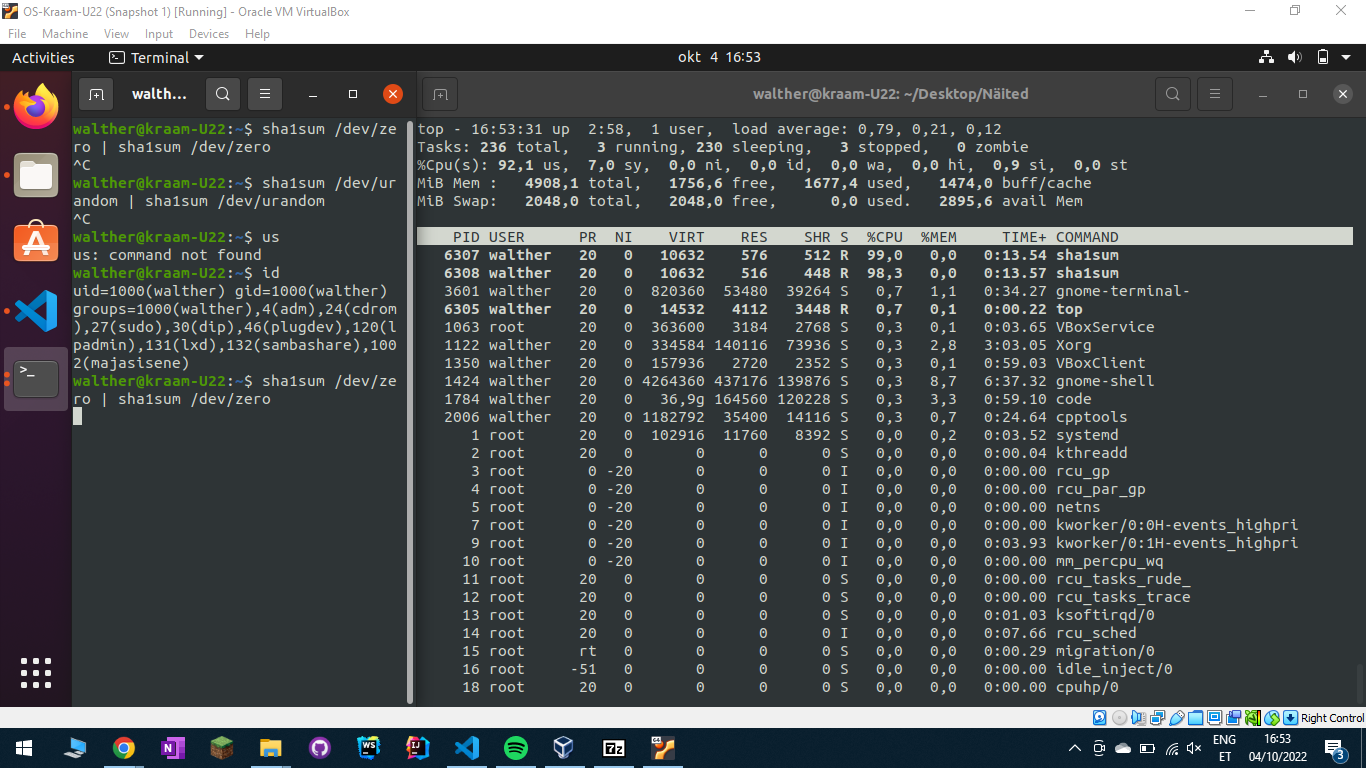 OS-Kraam-U22 (Snapshot 1) [Running] - Oracle VM VirtualBox
File Machine View Input Devices Help
Activities Terminal okt 4 16:53
walth...
walther@kraam-U22:~$ sha1sum /dev/ze
ro | sha1sum /dev/zero
^C
walther@kraam-U22:~$ sha1sum /dev/ur
andom | sha1sum /dev/urandom
^C
walther@kraam-U22:~$ us
us: command not found
walther@kraam-U22:~$ id
uid=1000(walther) gid=1000(walther)
groups=1000(walther),4(adm),24(cdrom
),27(sudo),30(dip),46(plugdev),120(l
padmin),131(lxd),132(sambashare),100
2(majasisene)
walther@kraam-U22:~$ sha1sum /dev/ze
ro | sha1sum /dev/zero
walther@kraam-U22: ~/Desktop/Näited
top - 16:53:31 up 2:58, 1 user, load average: 0,79, 0,21, 0,12
Tasks: 236 total, 3 running, 230 sleeping, 3 stopped, 0 zombie
%Cpu(s): 92,1 us, 7,0 sy, 0,0 ni, 0,0 id, 0,0 wa, 0,0 hi, 0,9 si, 0,0 st
MiB Mem : 4908,1 total, 1756,6 free, 1677,4 used, 1474,0 buff/cache
MiB Swap: 2048,0 total, 2048,0 free, 0,0 used. 2895,6 avail Mem
PID USER PR NI VIRT RES SHR S %CPU %MEM TIME+ COMMAND
6307 walther 20 0 10632 576 512 R 99,0 0,0 0:13.54 sha1sum
6308 walther 20 0 10632 516 448 R 98,3 0,0 0:13.57 sha1sum
3601 walther 20 0 820360 53480 39264 S 0,7 1,1 0:34.27 gnome-terminal-
6305 walther 20 0 14532 4112 3448 R 0,7 0,1 0:00.22 top
1063 root 20 0 363600 3184 2768 S 0,3 0,1 0:03.65 VBoxService
1122 walther 20 0 334584 140116 73936 S 0,3 2,8 3:03.05 Xorg
1350 walther 20 0 157936 2720 2352 S 0,3 0,1 0:59.03 VBoxClient
1424 walther 20 0 4264360 437176 139876 S 0,3 8,7 6:37.32 gnome-shell
1784 walther 20 0 36,9g 164560 120228 S 0,3 3,3 0:59.10 code
2006 walther 20 0 1182792 35400 14116 S 0,3 0,7 0:24.64 cpptools
1 root 20 0 102916 11760 8392 S 0,0 0,2 0:03.52 systemd
2 root 20 0 0 0 0 S 0,0 0,0 0:00.04 kthreadd
3 root 0 -20 0 0 0 I 0,0 0,0 0:00.00 rcu_gp
4 root 0 -20 0 0 0 I 0,0 0,0 0:00.00 rcu_par_gp
5 root 0 -20 0 0 0 I 0,0 0,0 0:00.00 netns
7 root 0 -20 0 0 0 I 0,0 0,0 0:00.00 kworker/0:0H-events_highpri
9 root 0 -20 0 0 0 I 0,0 0,0 0:03.93 kworker/0:1H-events_highpri
10 root 0 -20 0 0 0 I 0,0 0,0 0:00.00 mm_percpu_wq
11 root 20 0 0 0 0 S 0,0 0,0 0:00.00 rcu_tasks_rude_
12 root 20 0 0 0 0 S 0,0 0,0 0:00.00 rcu_tasks_trace
13 root 20 0 0 0 0 S 0,0 0,0 0:01.03 ksoftirqd/0
14 root 20 0 0 0 0 I 0,0 0,0 0:07.66 rcu_sched
15 root rt 0 0 0 0 S 0,0 0,0 0:00.29 migration/0
16 root -51 0 0 0 0 S 0,0 0,0 0:00.00 idle_inject/0
18 root 20 0 0 0 0 S 0,0 0,0 0:00.00 cpuhp/0
Right Control
ENG
ET
16:53
04/10/2022
3